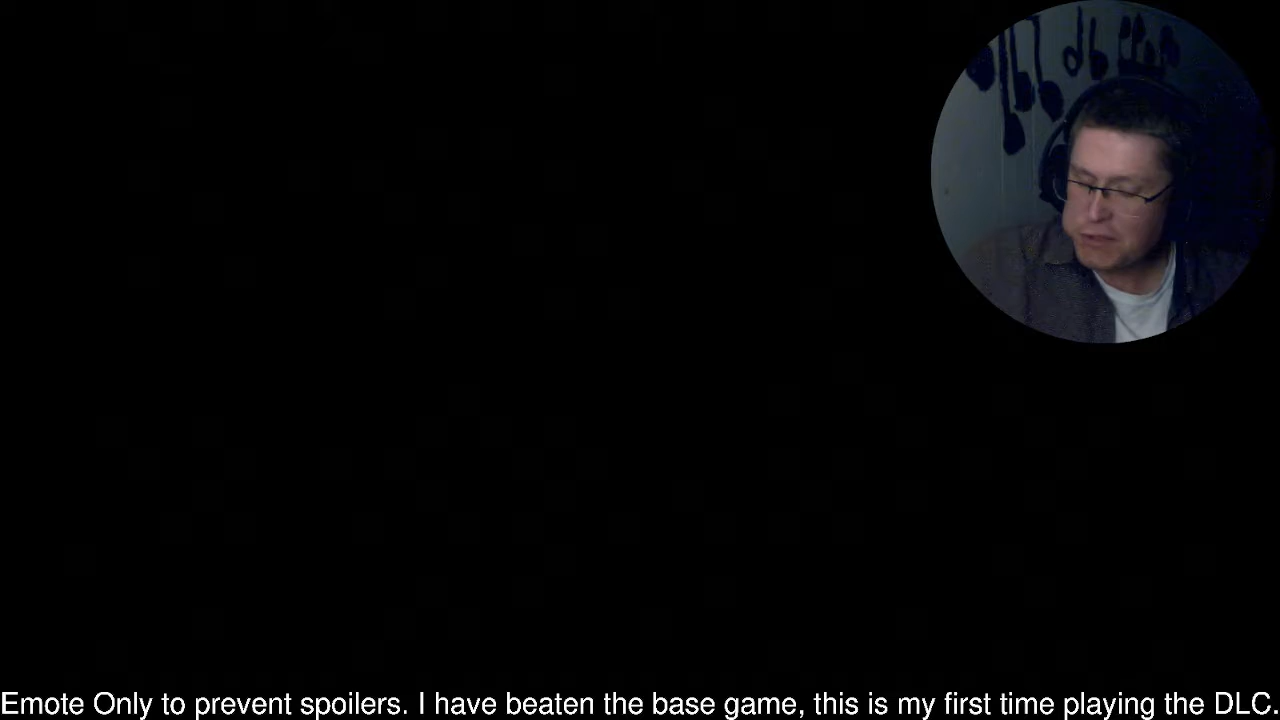 Emote Only to prevent spoilers. I have beaten the base game, this is my first time playing the DLC.